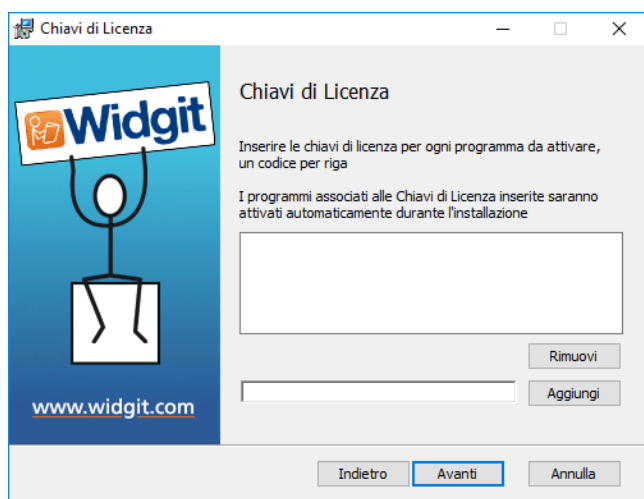 Chiavi di Licenza
Widgit
Chiavi di Licenza
Inserire le chiavi di licenza per ogni programma da attivare,
un codice per riga
I programmi associati alle Chiavi di Licenza inserite saranno
attivati automaticamente durante l'installazione
Rimuovi
Aggiungi
www.widgit.com
Indietro
Avanti
Annulla